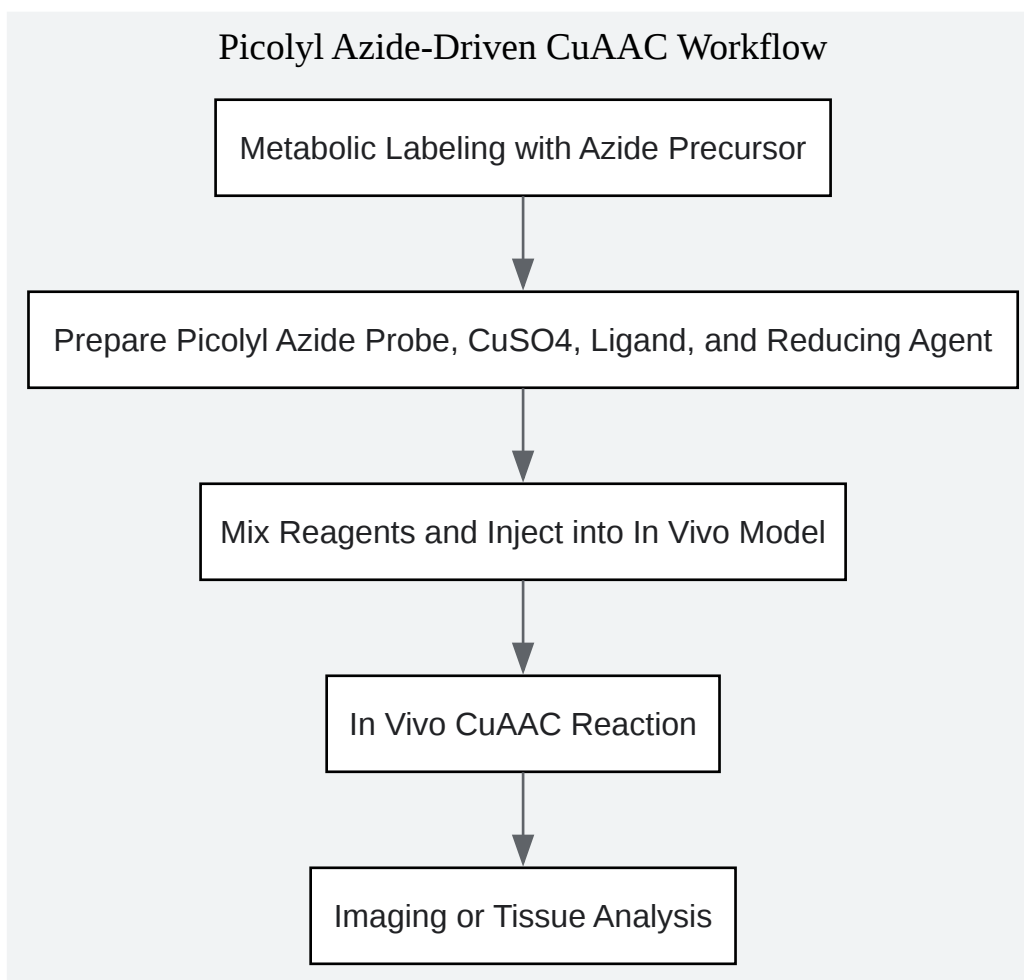 Picolyl Azide-Driven CuAAC Workflow
Metabolic Labeling with Azide Precursor
Prepare Picolyl Azide Probe, CuSO4, Ligand, and Reducing Agent
Mix Reagents and Inject into In Vivo Model
In Vivo CuAAC Reaction
Imaging or Tissue Analysis